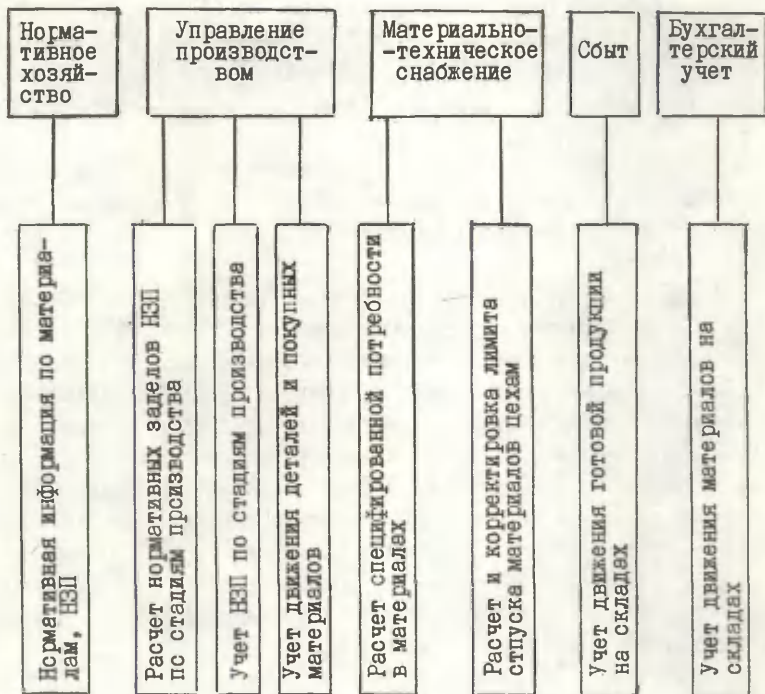 Норма-
тивное
хозяй-
ство
Управление
производст-
вом
Материально-
-техническое
снабжение
Сбыт
Бухгал-
терский
учет
Нормативная информация по материа-
лам, НЗП
Расчет нормативных заделов НЗП
по стадиям производства
Учет НЗП по стадиям производства
Учет движения деталей и покупных
материалов
Расчет специфированной потребности
в материалах
Расчет и корректировка лимита
отпуска материалов цехам
Учет движения готовой продукции
на складах
Учет движения материалов на
складах